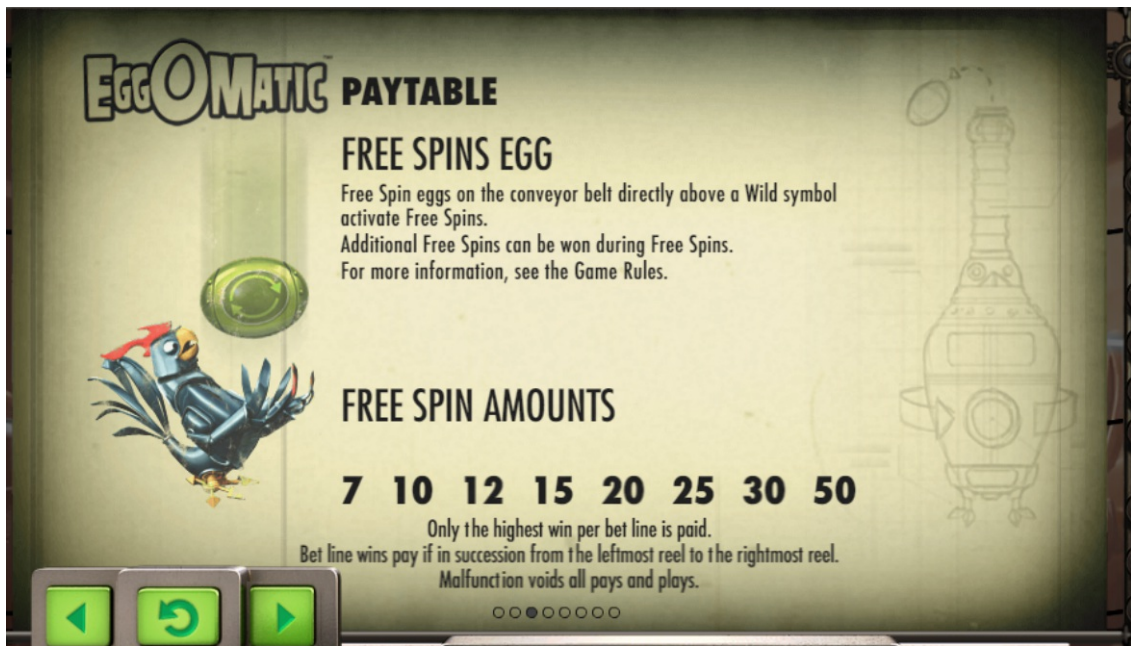 EGGOMATIC™ PAYTABLE
FREE SPINS EGG
Free Spin eggs on the conveyor belt directly above a Wild symbol
activate Free Spins.
Additional Free Spins can be won during Free Spins.
For more information, see the Game Rules.
FREE SPIN AMOUNTS
7 10 12 15 20 25 30 50
Only the highest win per bet line is paid.
Bet line wins pay if in succession from the leftmost reel to the rightmost reel.
Malfunction voids all pays and plays.